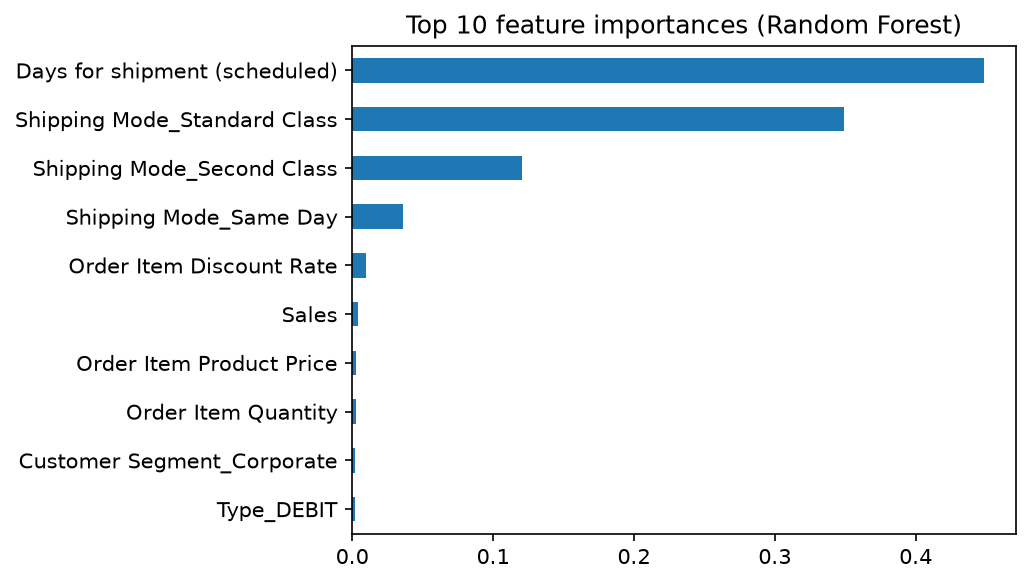 Top 10 feature importances (Random Forest)
Days for shipment (scheduled)
Shipping Mode_Standard Class
Shipping Mode_Second Class
Shipping Mode_Same Day
Order Item Discount Rate
Sales
Order Item Product Price
Order Item Quantity
Customer Segment_Corporate
Type_DEBIT
0.0 0.1 0.2 0.3 0.4